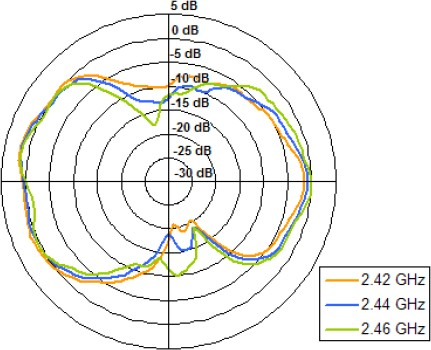 5 dB
0 dB
-5 dB
-10 dB
-15 dB
-20 dB
-25 dB
-30 dB
2.42 GHz
2.44 GHz
2.46 GHz